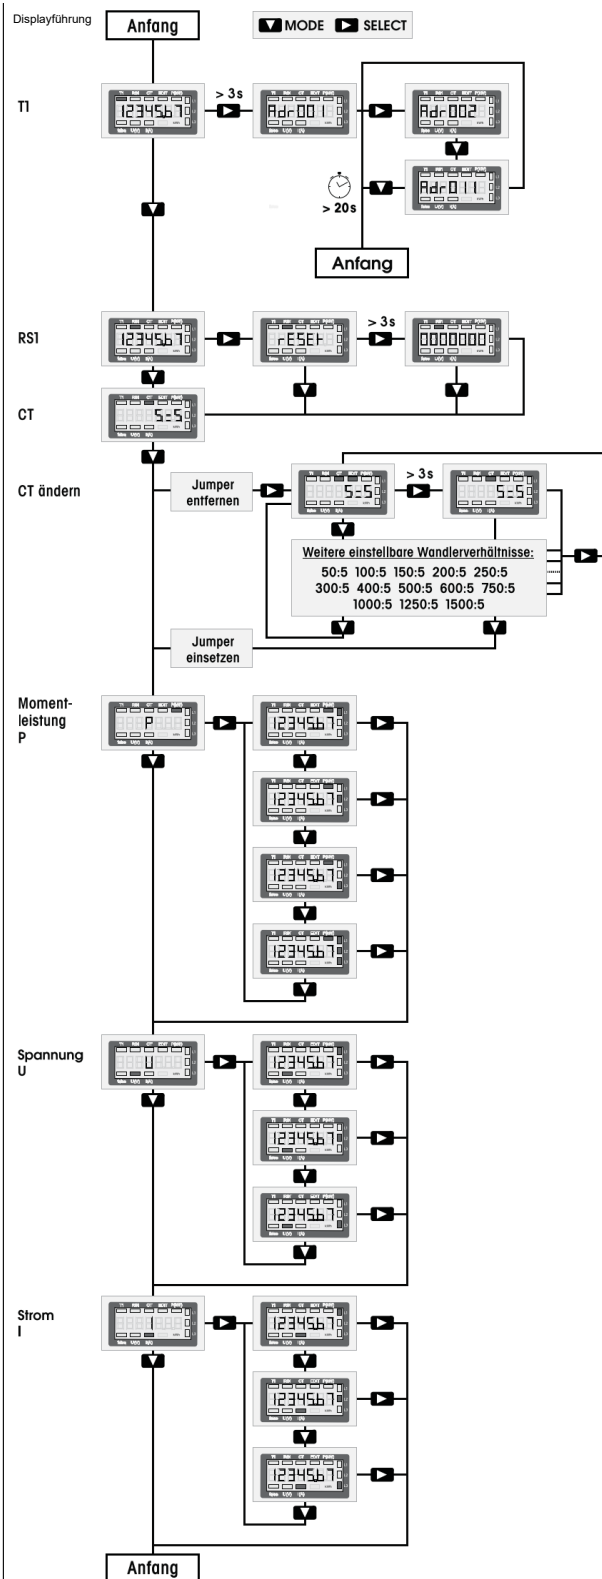 Displayführung
Anfang
MODE SELECT
T1
1234567
> 3s
Adr001
Adr002
Adr011
> 20s
Anfang
RS1
1234567
rESEt
> 3s
0000000
CT
5=5
CT ändern
Jumper
entfernen
5=5
> 3s
5=5
Weitere einstellbare Wandlerverhältnisse:
50:5 100:5 150:5 200:5 250:5
300:5 400:5 500:5 600:5 750:5
1000:5 1250:5 1500:5
Jumper
einsetzen
Moment-
leistung
P
P
1234567
1234567
1234567
1234567
Spannung
U
U
1234567
1234567
1234567
Strom
I
I
1234567
1234567
1234567
Anfang